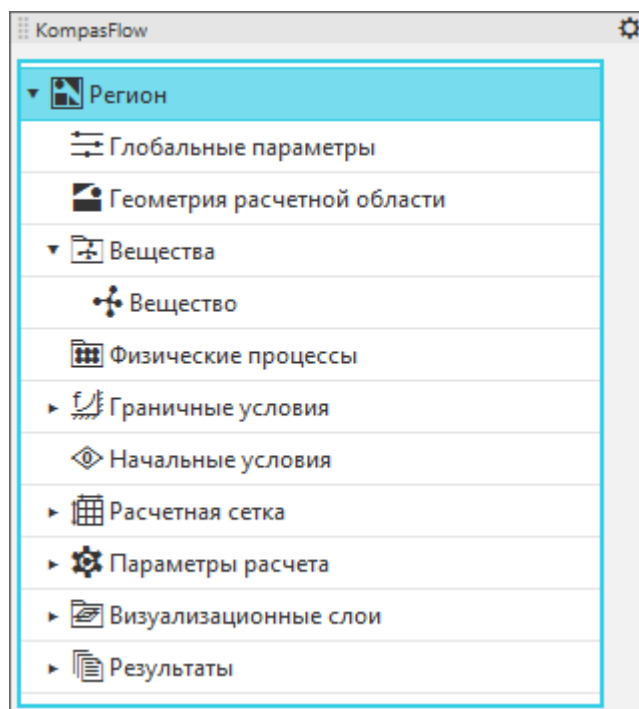 KompasFlow
Регион
Глобальные параметры
Геометрия расчетной области
Вещества
Вещество
Физические процессы
Граничные условия
Начальные условия
Расчетная сетка
Параметры расчета
Визуализационные слои
Результаты